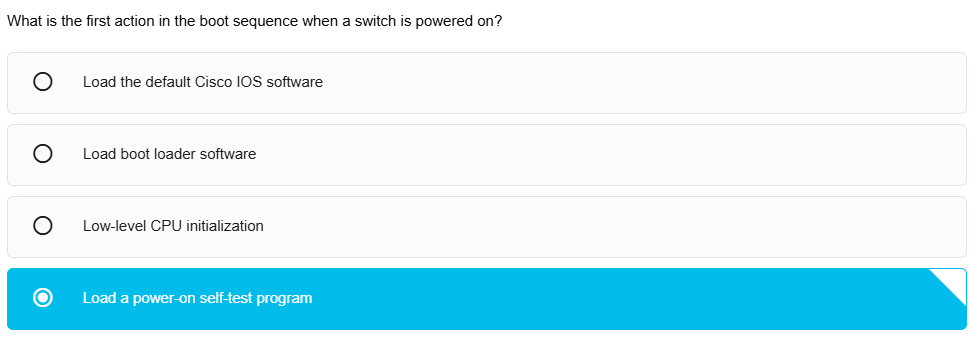 What is the first action in the boot sequence when a switch is powered on?
Load the default Cisco IOS software
Load boot loader software
Low-level CPU initialization
Load a power-on self-test program